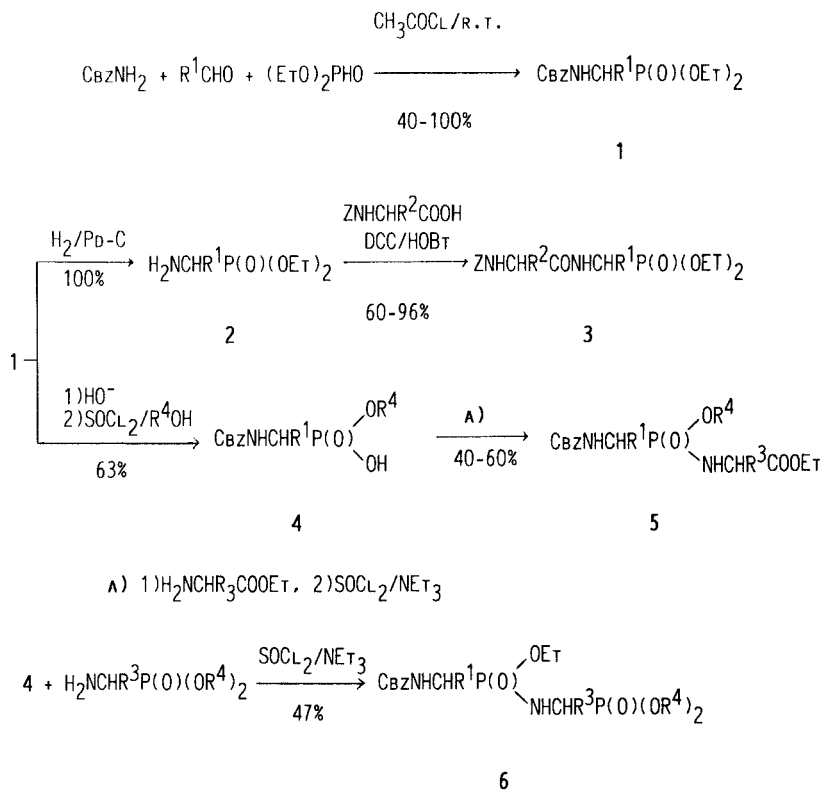 CH₃COCL/R.T.
CBZNH₂ + R¹CHO + (ETO)₂PHO CBZNHCHR¹P(O)(OET)₂
40-100%
1
ZNHCHR²COOH
H₂/PD-C DCC/HOBT
H₂NCHR¹P(O)(OET)₂ ZNHCHR²CONHCHR¹P(O)(OET)₂
100%
60-96%
2 3
1
1)HO⁻
2)SOCL₂/R⁴OH OR⁴ A) OR⁴
CBZNHCHR¹P(O) CBZNHCHR¹P(O)
63% OH 40-60% NHCHR³COOET
4 5
A) 1)H₂NCHR₃COOET, 2)SOCL₂/NET₃
SOCL₂/NET₃ OET
4 + H₂NCHR³P(O)(OR⁴)₂ CBZNHCHR¹P(O)
47% NHCHR³P(O)(OR⁴)₂
6